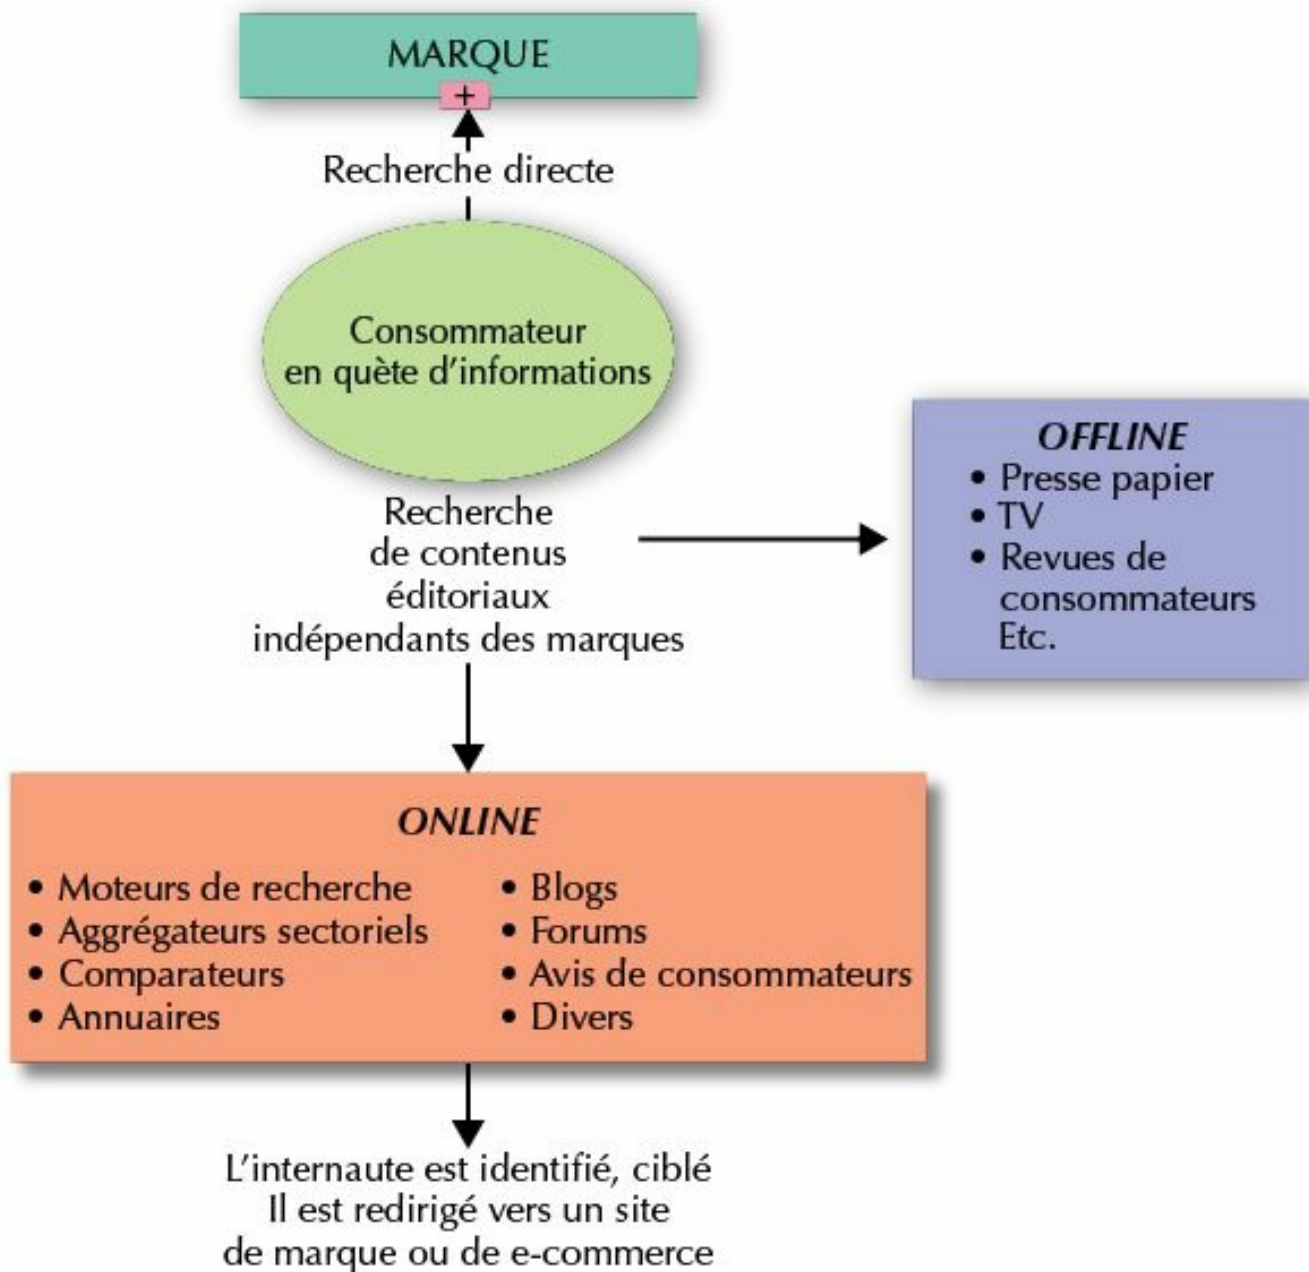 MARQUE
+
Recherche directe
Consommateur
en quète d'informations
Recherche
de contenus
éditoriaux
indépendants des marques
OFFLINE
• Presse papier
• TV
• Revues de
consommateurs
Etc.
ONLINE
• Moteurs de recherche
• Aggrégateurs sectoriels
• Comparateurs
• Annuaires
• Blogs
• Forums
• Avis de consommateurs
• Divers
L'internaute est identifié, ciblé
Il est redirigé vers un site
de marque ou de e-commerce